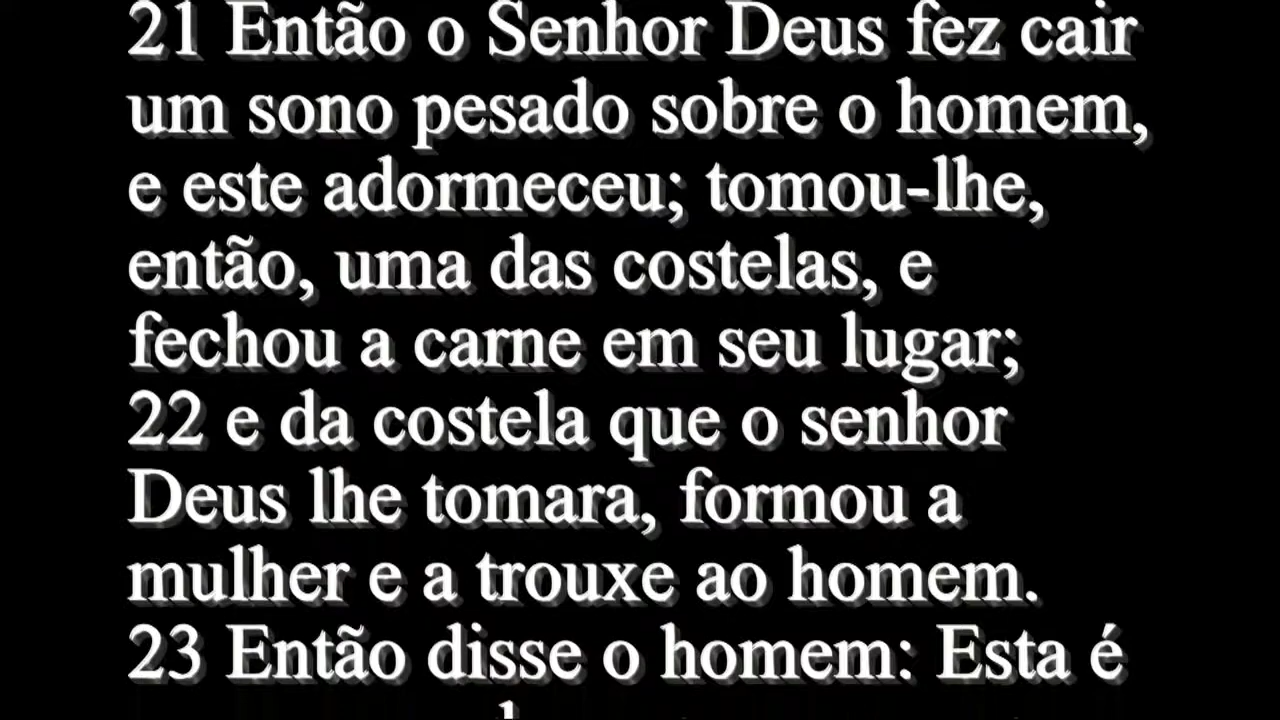 21 Então o Senhor Deus fez cair
um sono pesado sobre o homem,
e este adormeceu; tomou-lhe,
então, uma das costelas, e
fechou a carne em seu lugar;
22 e da costela que o senhor
Deus lhe tomara, formou a
mulher e a trouxe ao homem.
23 Então disse o homem: Esta é